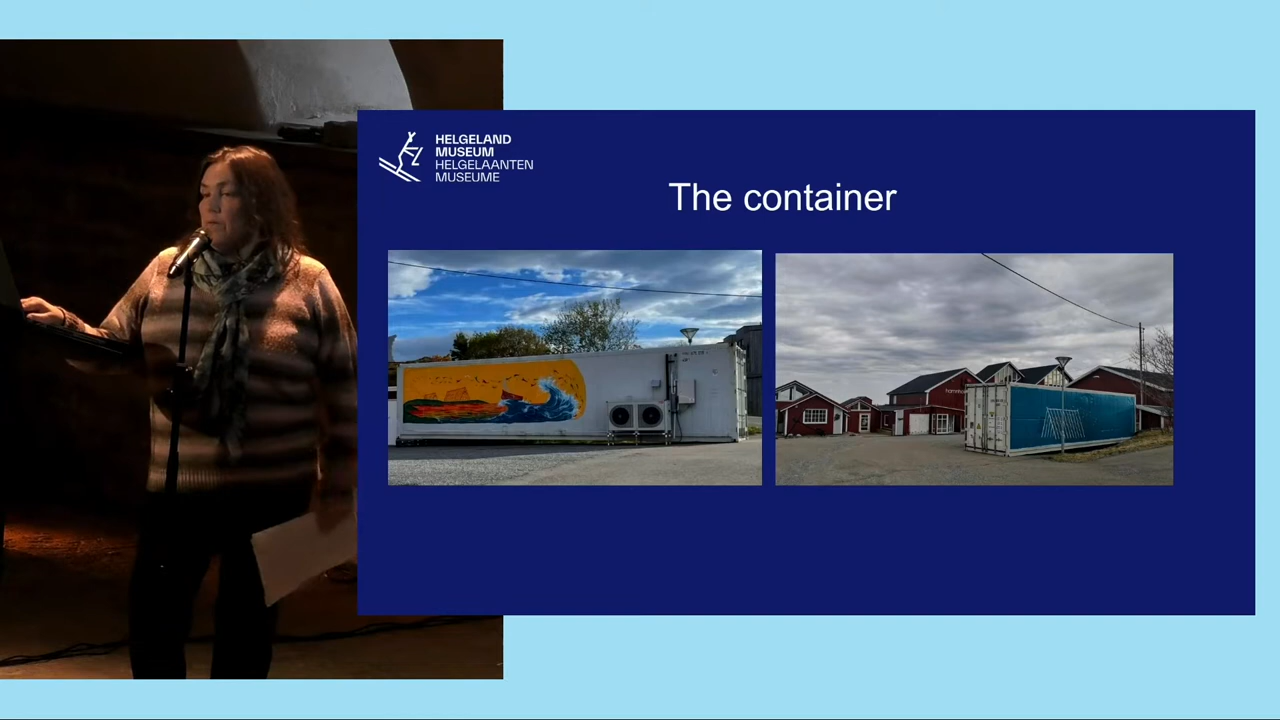 HELGELAND
MUSEUM
HELGELAANTEN
MUSEUME
The container